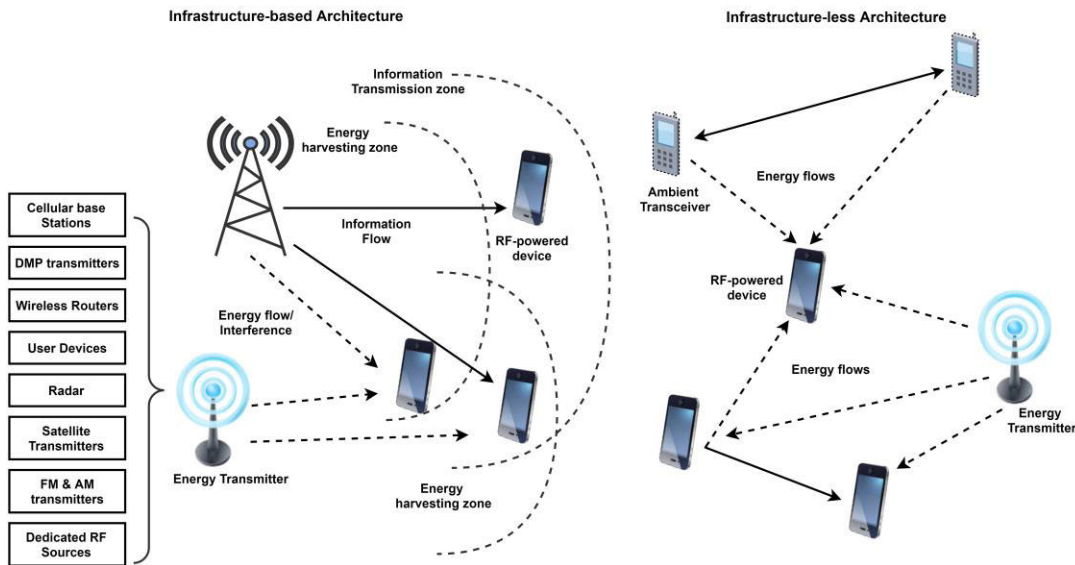 Infrastructure-based Architecture
Infrastructure-less Architecture
Information
Transmission zone
Energy
harvesting zone
Cellular base
Stations
DMP transmitters
Wireless Routers
User Devices
Radar
Satellite
Transmitters
FM & AM
transmitters
Dedicated RF
Sources
Information
Flow
RF-powered
device
Energy flow/
Interference
Energy Transmitter
Energy
harvesting zone
Ambient
Transceiver
Energy flows
RF-powered
device
Energy flows
Energy
Transmitter